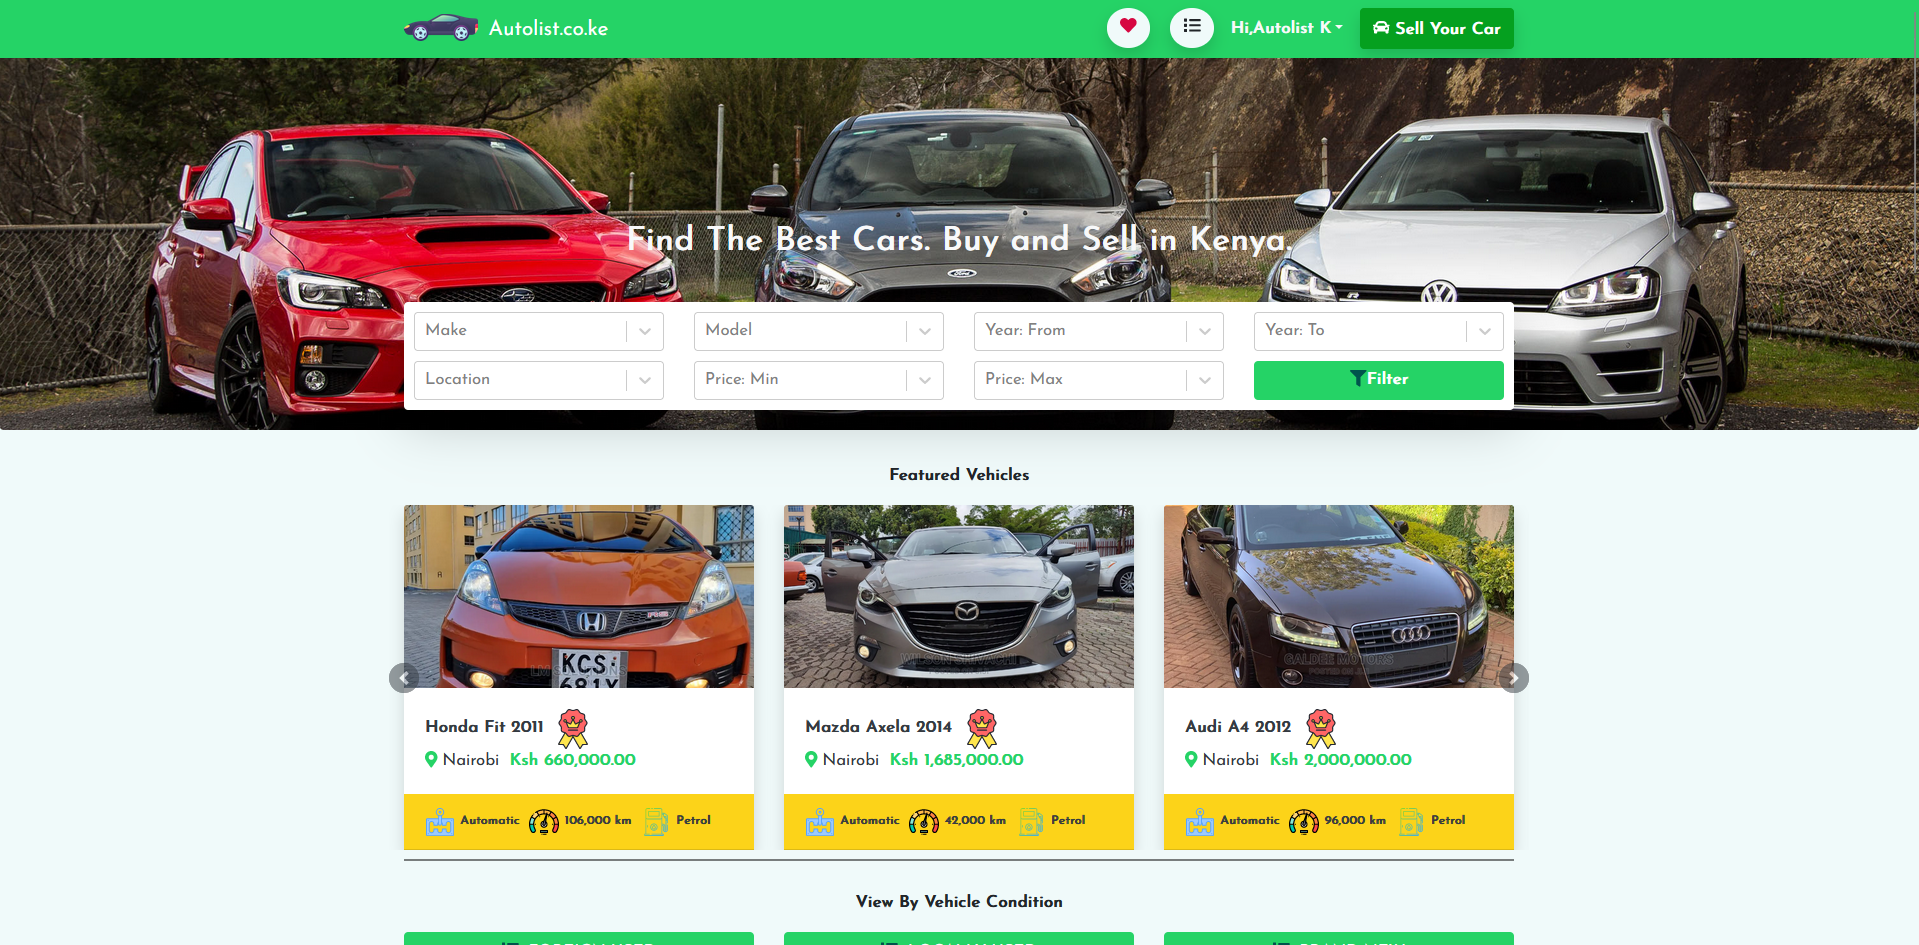 Autolist.co.ke
Hi,Autolist K
Sell Your Car
Find The Best Cars. Buy and Sell in Kenya.
Make
Model
Year: From
Year: To
Location
Price: Min
Price: Max
Filter
Featured Vehicles
KCS
681Y
GALDEE MOTORS
Honda Fit 2011
Nairobi Ksh 660,000.00
Automatic 106,000 km Petrol
Mazda Axela 2014
Nairobi Ksh 1,685,000.00
Automatic 42,000 km Petrol
Audi A4 2012
Nairobi Ksh 2,000,000.00
Automatic 96,000 km Petrol
View By Vehicle Condition